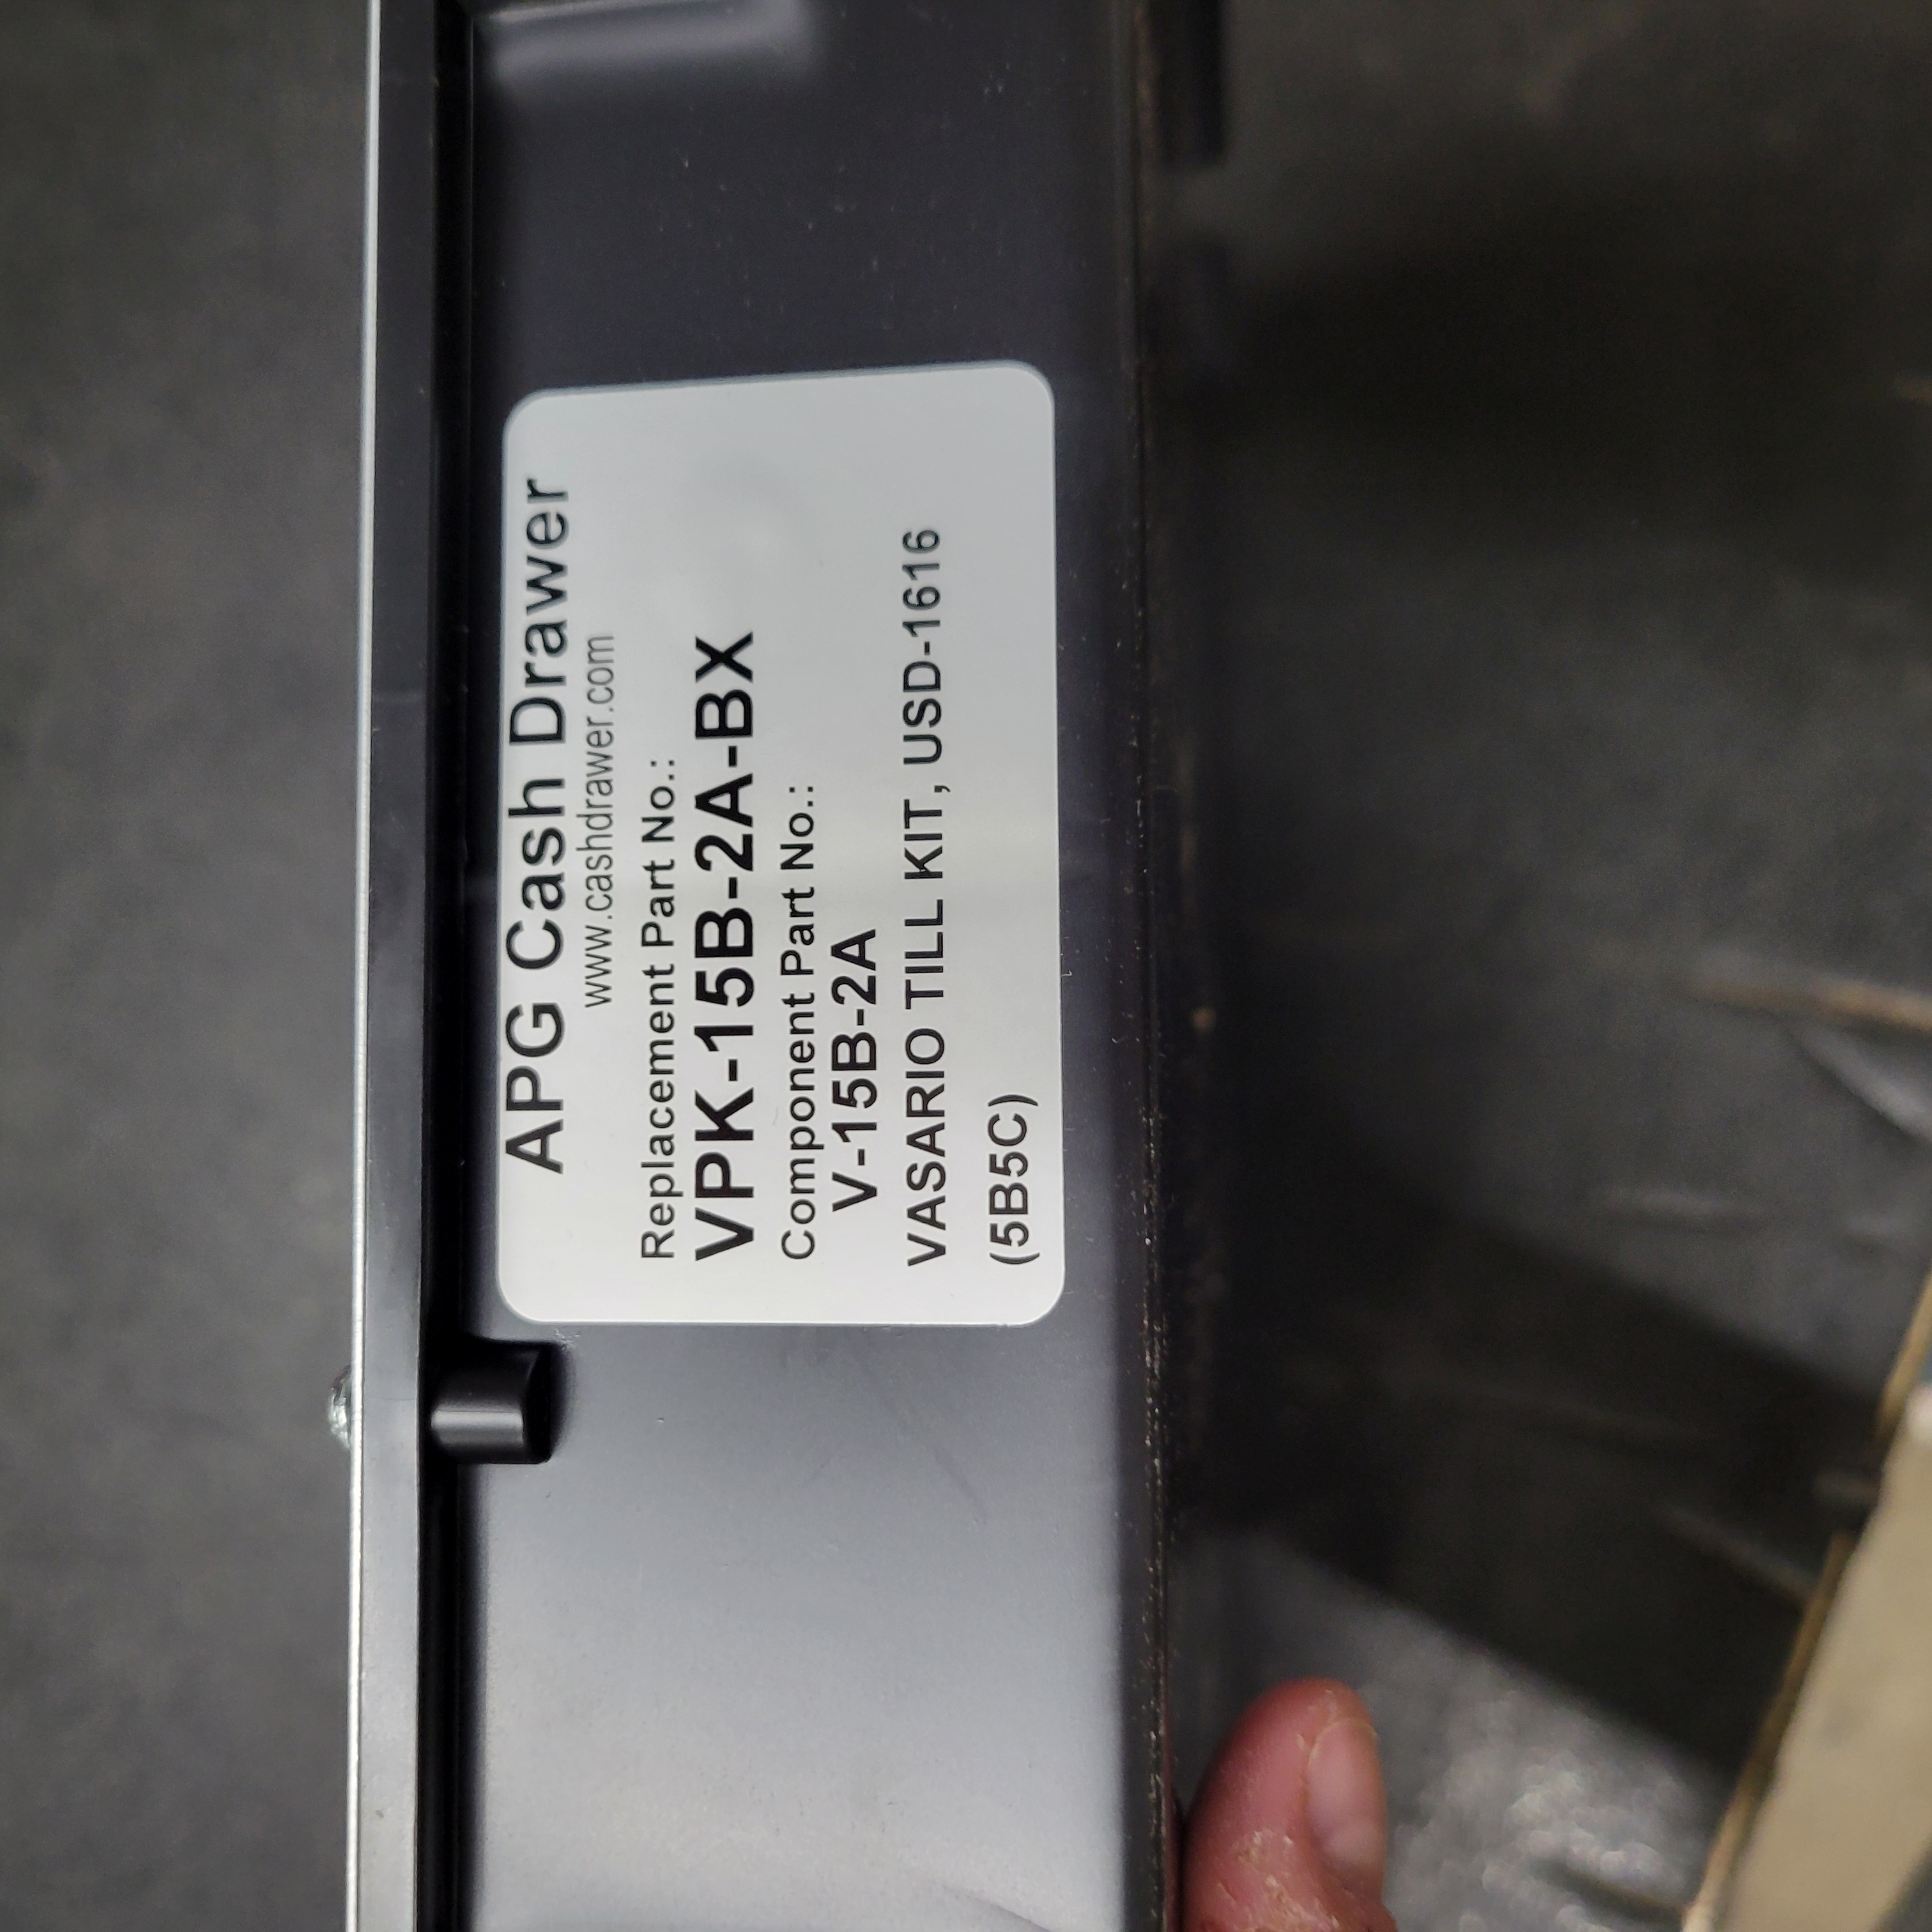 APG Cash Drawer
www.cashdrawer.com
Replacement Part No.:
VPK-15B-2A-BX
Component Part No.:
V-15B-2A
VASARIO TILL KIT, USD-1616
(5B5C)